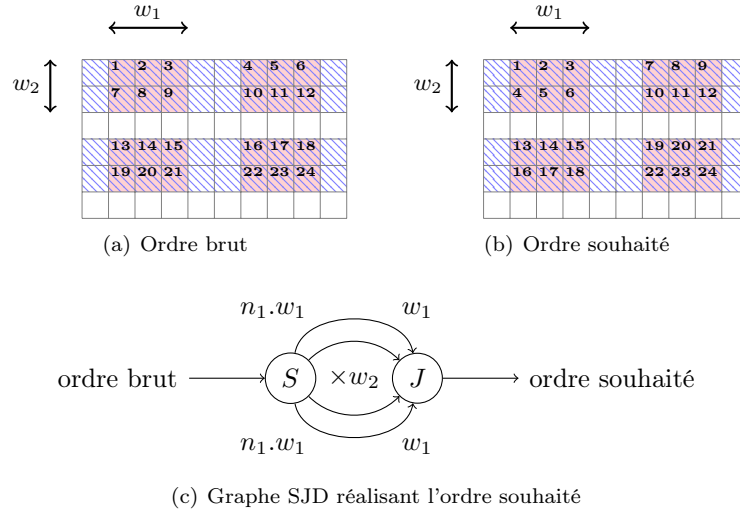 w1 w1
w2 1 2 3 4 5 6 w2 1 2 3 7 8 9
7 8 9 10 11 12 4 5 6 10 11 12
13 14 15 16 17 18 13 14 15 19 20 21
19 20 21 22 23 24 16 17 18 22 23 24
(a) Ordre brut (b) Ordre souhaité
n1.w1 w1
ordre brut S ×w2 J ordre souhaité
n1.w1 w1
(c) Graphe SJD réalisant l'ordre souhaité